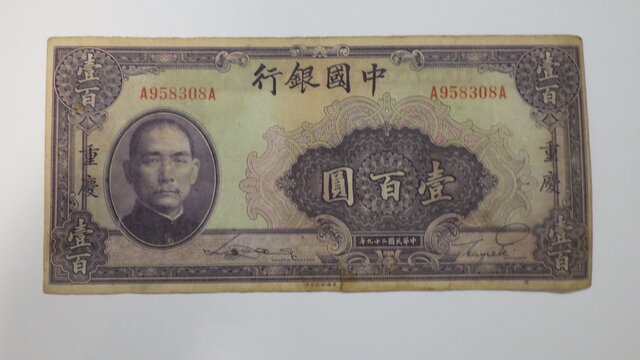 行銀國中
A958308A
A958308A
壹百
壹百
重慶
重慶
圓百壹
壹百
壹百
年九十二國民華中